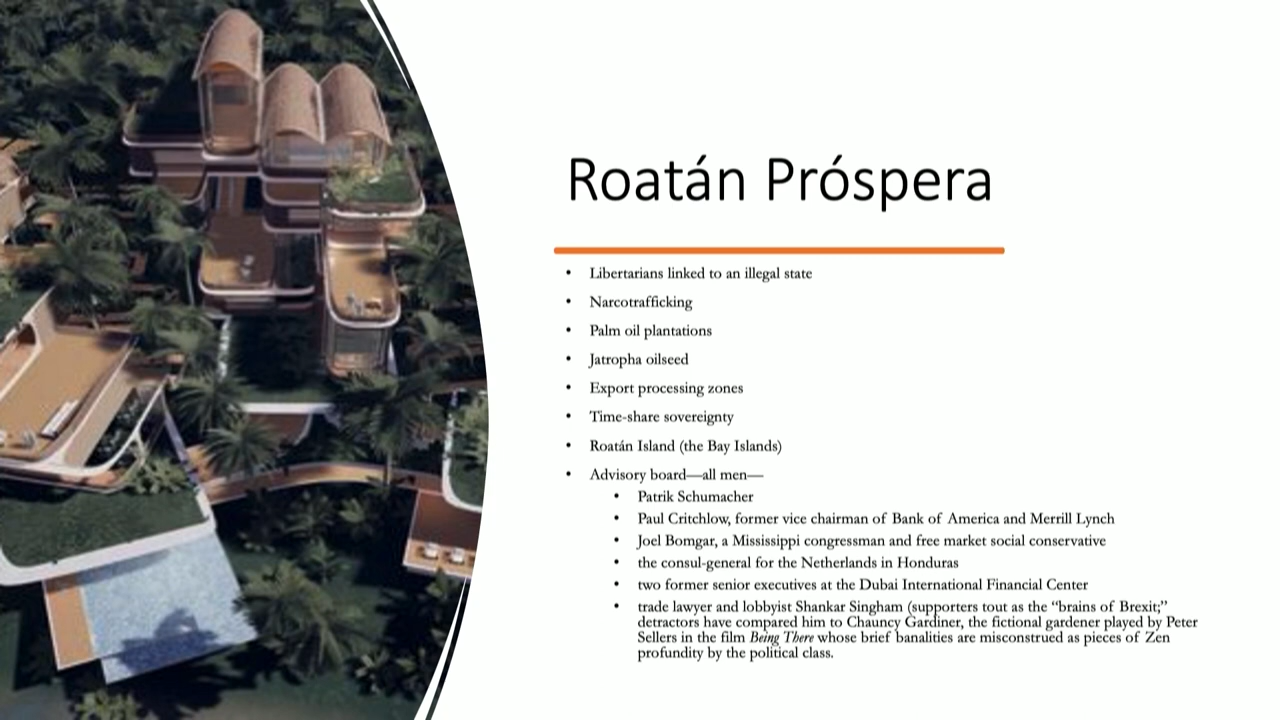 Roatán Próspera
• Libertarians linked to an illegal state
• Narcotrafficking
• Palm oil plantations
• Jatropha oilseed
• Export processing zones
• Time-share sovereignty
• Roatán Island (the Bay Islands)
• Advisory board—all men—
• Patrik Schumacher
• Paul Critchlow, former vice chairman of Bank of America and Merrill Lynch
• Joel Bomgar, a Mississippi congressman and free market social conservative
• the consul-general for the Netherlands in Honduras
• two former senior executives at the Dubai International Financial Center
• trade lawyer and lobbyist Shankar Singham (supporters tout as the “brains of Brexit;”
detractors have compared him to Chauncy Gardiner, the fictional gardener played by Peter
Sellers in the film Being There whose brief banalities are misconstrued as pieces of Zen
profundity by the political class.